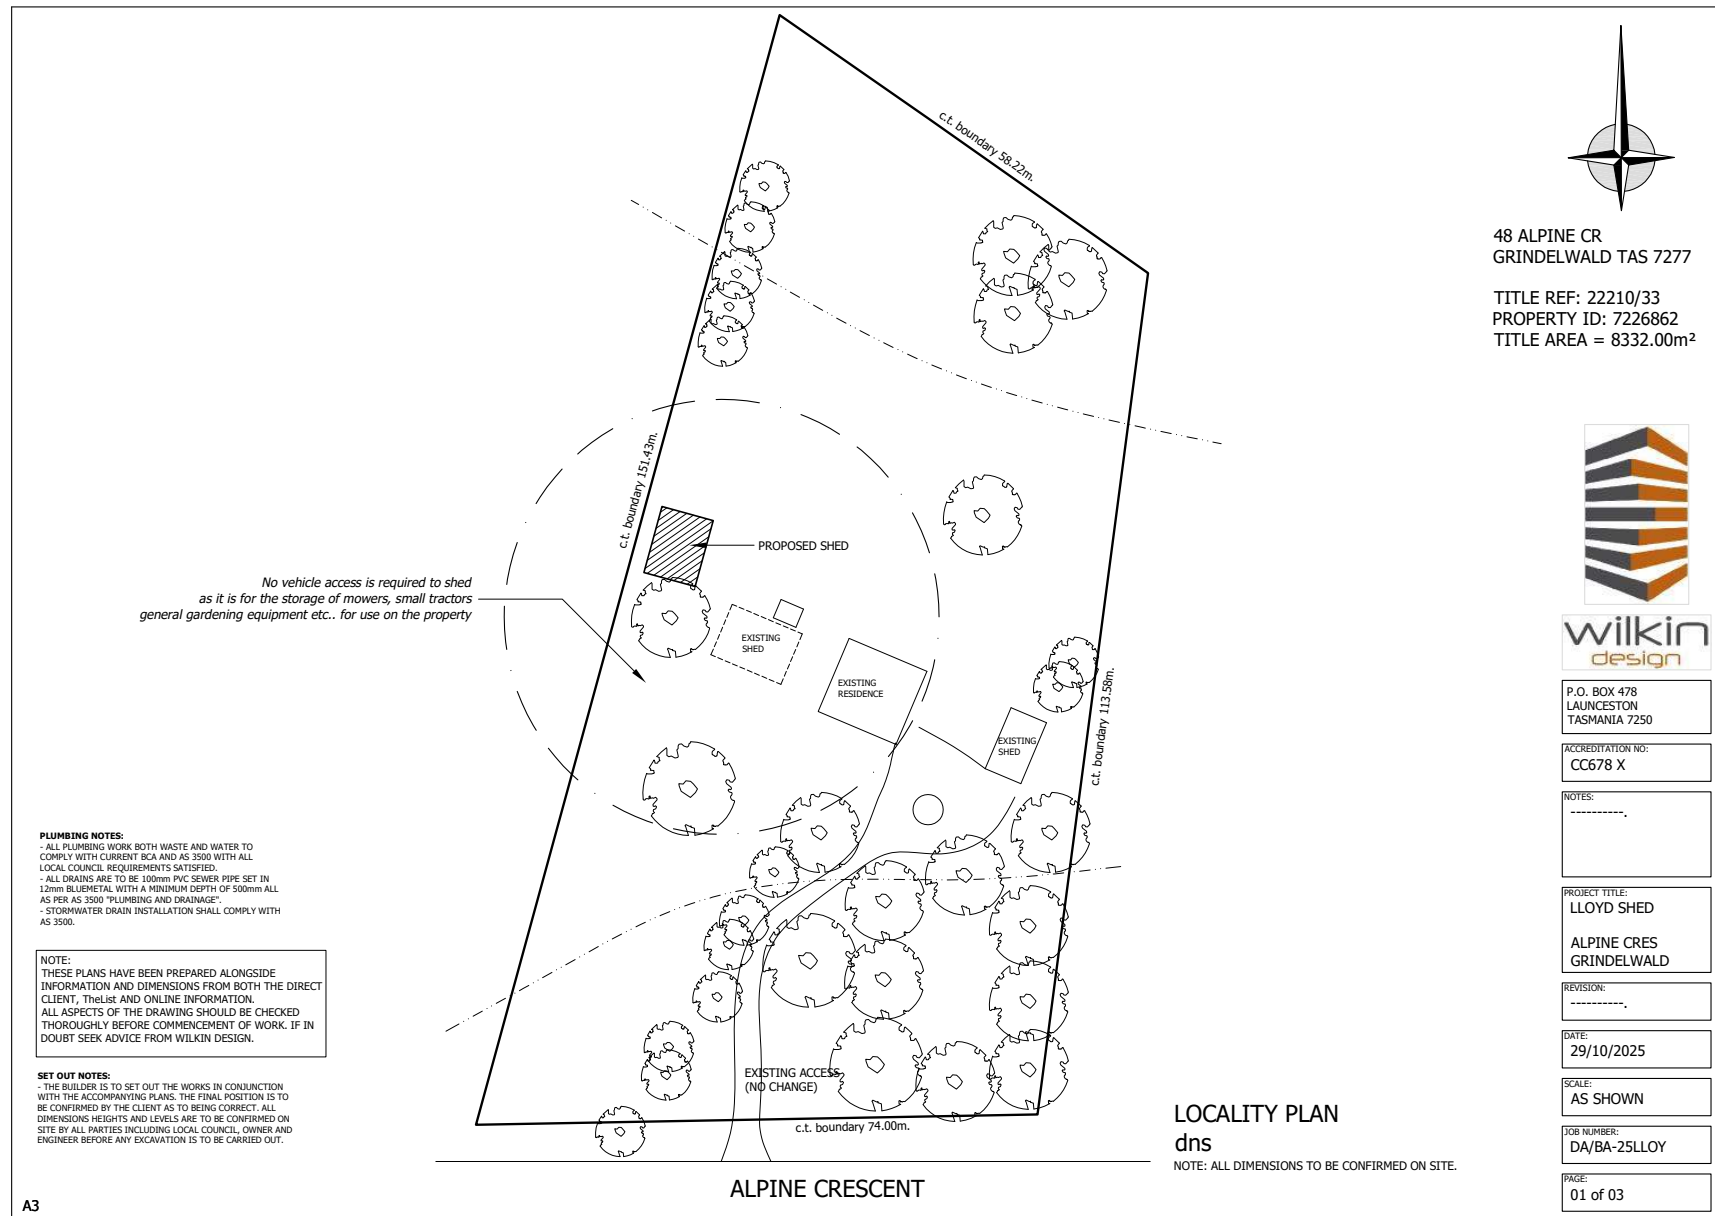 c.t. boundary 58.22m.
48 ALPINE CR
GRINDELWALD TAS 7277
TITLE REF: 22210/33
PROPERTY ID: 7226862
TITLE AREA = 8332.00m²
c.t. boundary 151.43m.
PROPOSED SHED
No vehicle access is required to shed
as it is for the storage of mowers, small tractors
general gardening equipment etc.. for use on the property
EXISTING
SHED
EXISTING
RESIDENCE
EXISTING
SHED
c.t. boundary 113.58m.
wilkin
design
P.O. BOX 478
LAUNCESTON
TASMANIA 7250
ACCREDITATION NO:
CC678 X
NOTES:
----------.
PROJECT TITLE:
LLOYD SHED
ALPINE CRES
GRINDELWALD
REVISION:
----------.
DATE:
29/10/2025
SCALE:
AS SHOWN
JOB NUMBER:
DA/BA-25LLOY
PAGE:
01 of 03
PLUMBING NOTES:
- ALL PLUMBING WORK BOTH WASTE AND WATER TO
COMPLY WITH CURRENT BCA AND AS 3500 WITH ALL
LOCAL COUNCIL REQUIREMENTS SATISFIED.
- ALL DRAINS ARE TO BE 100mm PVC SEWER PIPE SET IN
12mm BLUEMETAL WITH A MINIMUM DEPTH OF 500mm ALL
AS PER AS 3500 "PLUMBING AND DRAINAGE".
- STORMWATER DRAIN INSTALLATION SHALL COMPLY WITH
AS 3500.
NOTE:
THESE PLANS HAVE BEEN PREPARED ALONGSIDE
INFORMATION AND DIMENSIONS FROM BOTH THE DIRECT
CLIENT, TheList AND ONLINE INFORMATION.
ALL ASPECTS OF THE DRAWING SHOULD BE CHECKED
THOROUGHLY BEFORE COMMENCEMENT OF WORK. IF IN
DOUBT SEEK ADVICE FROM WILKIN DESIGN.
SET OUT NOTES:
- THE BUILDER IS TO SET OUT THE WORKS IN CONJUNCTION
WITH THE ACCOMPANYING PLANS. THE FINAL POSITION IS TO
BE CONFIRMED BY THE CLIENT AS TO BEING CORRECT. ALL
DIMENSIONS HEIGHTS AND LEVELS ARE TO BE CONFIRMED ON
SITE BY ALL PARTIES INCLUDING LOCAL COUNCIL, OWNER AND
ENGINEER BEFORE ANY EXCAVATION IS TO BE CARRIED OUT.
EXISTING ACCESS
(NO CHANGE)
c.t. boundary 74.00m.
LOCALITY PLAN
dns
NOTE: ALL DIMENSIONS TO BE CONFIRMED ON SITE.
ALPINE CRESCENT
A3